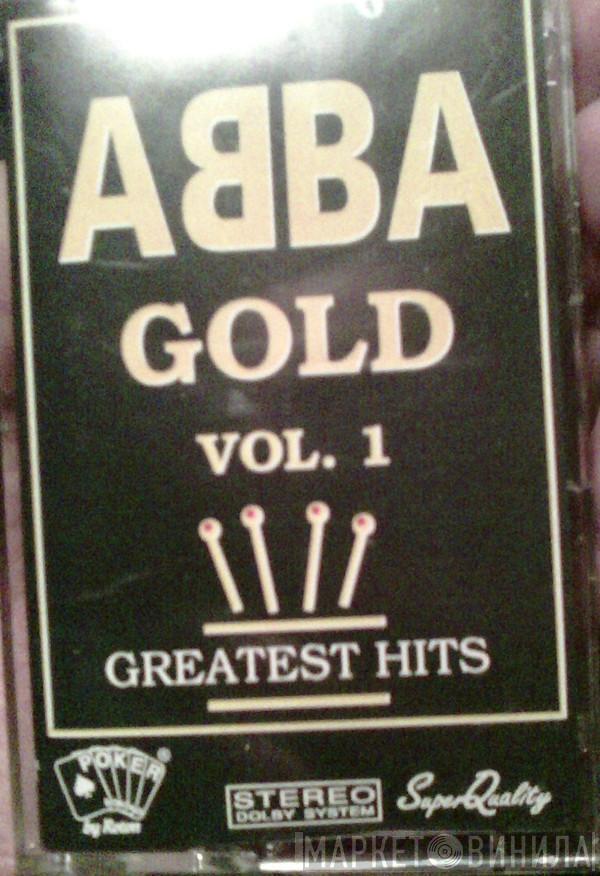 ABBA
GOLD
VOL. 1
GREATEST HITS
POKER®
STEREO
DOLBY SYSTEM
SuperQuality
МАРКЕТ ВИНИЛА